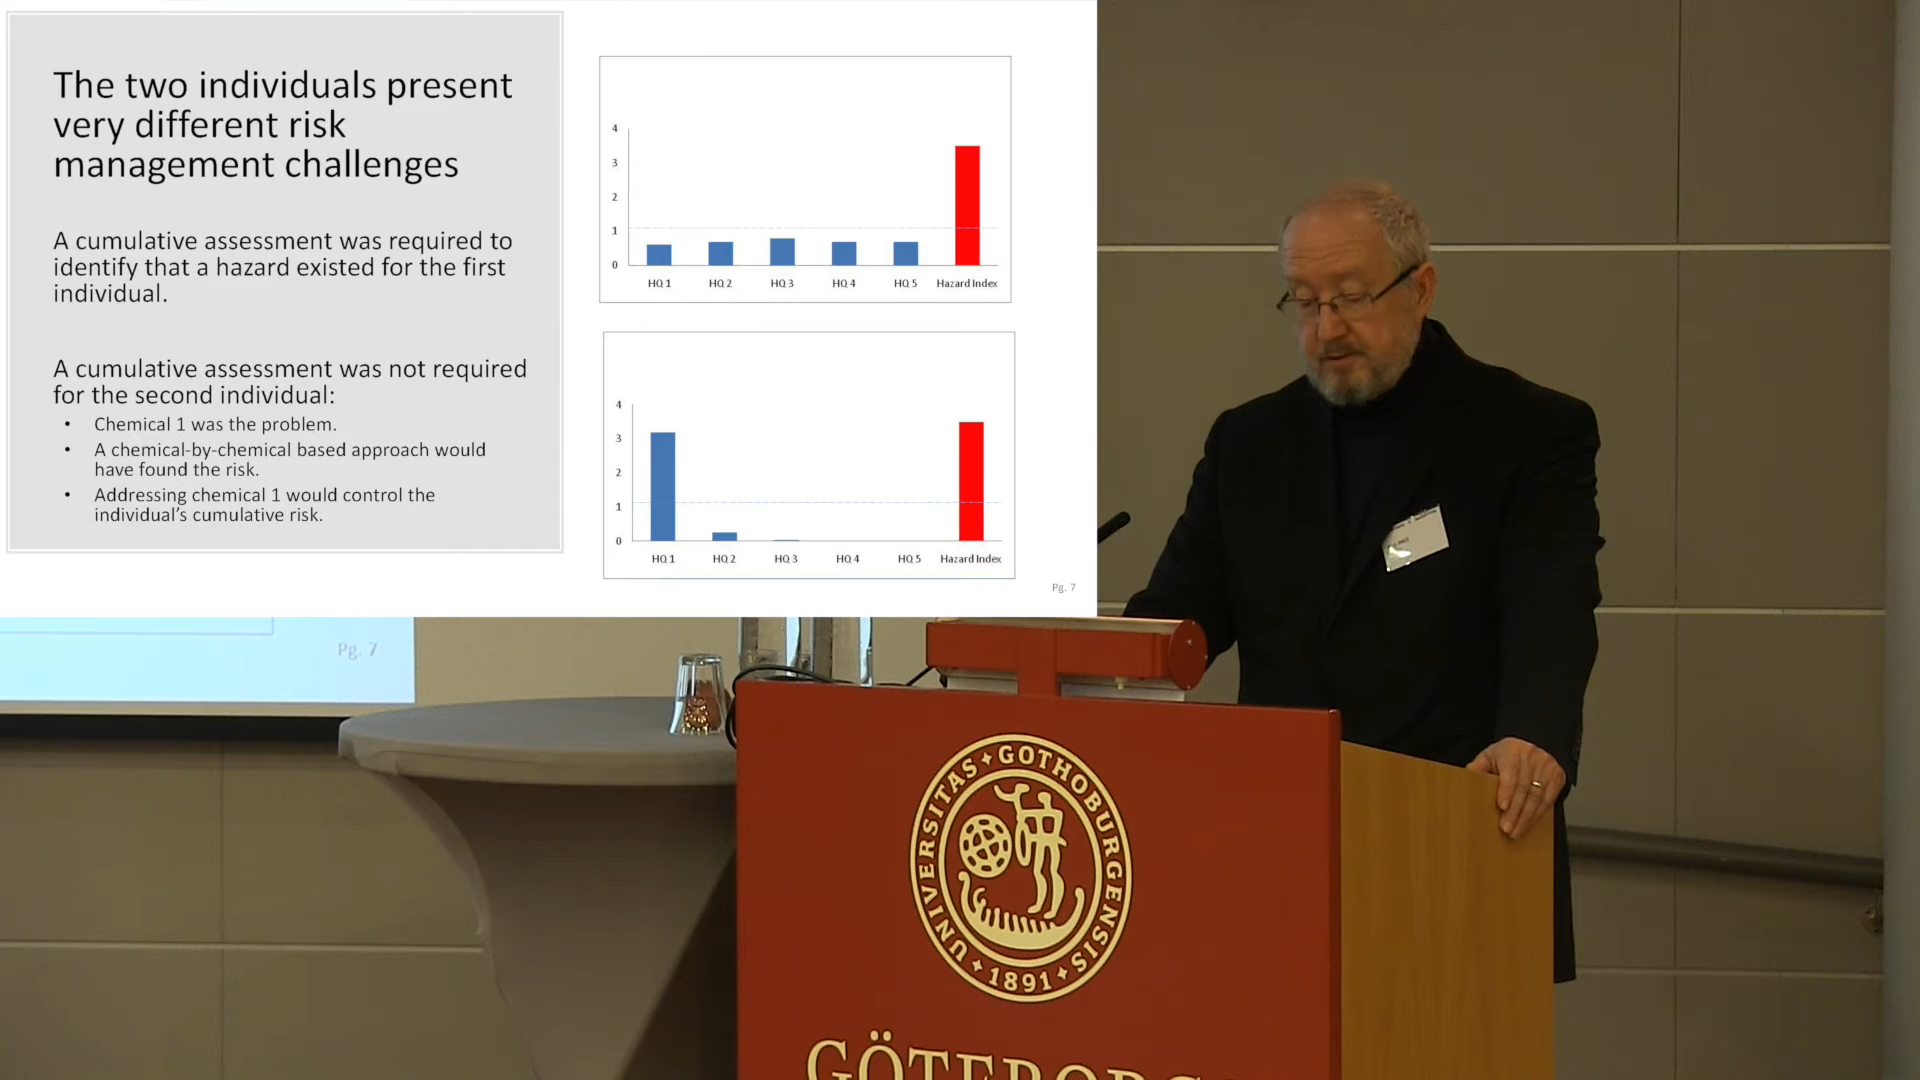 The two individuals present
very different risk
management challenges
A cumulative assessment was required to
identify that a hazard existed for the first
individual.
A cumulative assessment was not required
for the second individual:
• Chemical 1 was the problem.
• A chemical-by-chemical based approach would
have found the risk.
• Addressing chemical 1 would control the
individual’s cumulative risk.
4
3
2
1
0
HQ 1 HQ 2 HQ 3 HQ 4 HQ 5 Hazard Index
4
3
2
1
0
HQ 1 HQ 2 HQ 3 HQ 4 HQ 5 Hazard Index
Pg. 7
Pg. 7
UNIVERSITAS GOTHOBURGENSIS
1891